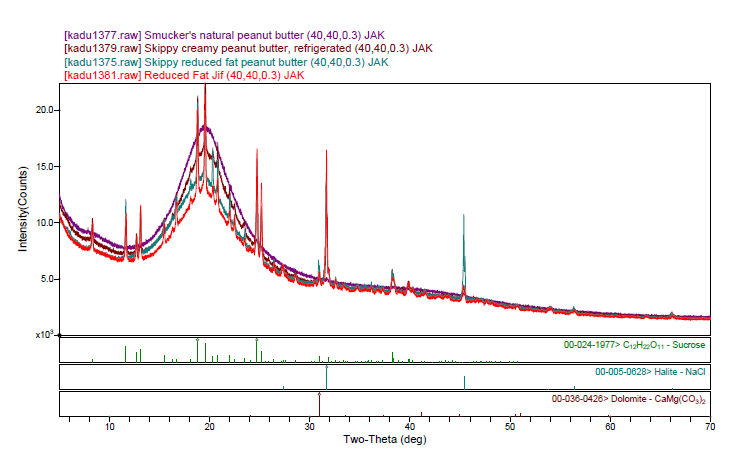 [kadu1377.raw] Smucker's natural peanut butter (40,40,0.3) JAK
[kadu1379.raw] Skippy creamy peanut butter, refrigerated (40,40,0.3) JAK
[kadu1375.raw] Skippy reduced fat peanut butter (40,40,0.3) JAK
[kadu1381.raw] Reduced Fat Jif (40,40,0.3) JAK
20.0
15.0
10.0
5.0
x10³
Intensity(Counts)
00-024-1977> C₁₂H₂₂O₁₁ - Sucrose
00-005-0628> Halite - NaCl
00-036-0426> Dolomite - CaMg(CO₃)₂
10 20 30 40 50 60 70
Two-Theta (deg)